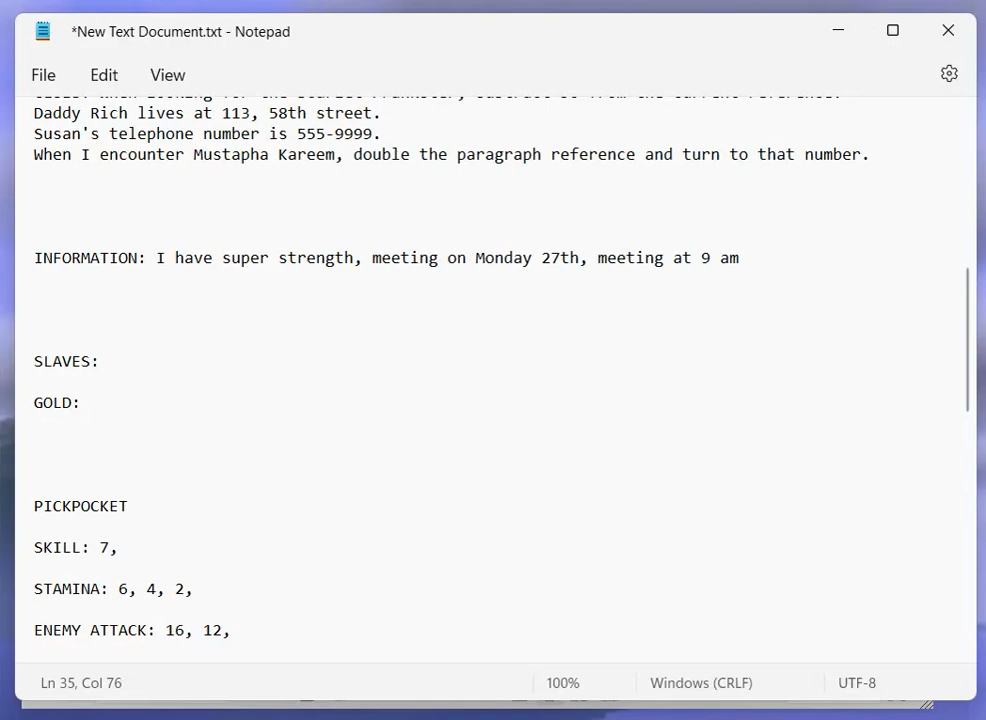 *New Text Document.txt - Notepad
File Edit View
Daddy Rich lives at 113, 58th street.
Susan's telephone number is 555-9999.
When I encounter Mustapha Kareem, double the paragraph reference and turn to that number.
INFORMATION: I have super strength, meeting on Monday 27th, meeting at 9 am
SLAVES:
GOLD:
PICKPOCKET
SKILL: 7,
STAMINA: 6, 4, 2,
ENEMY ATTACK: 16, 12,
Ln 35, Col 76 100% Windows (CRLF) UTF-8